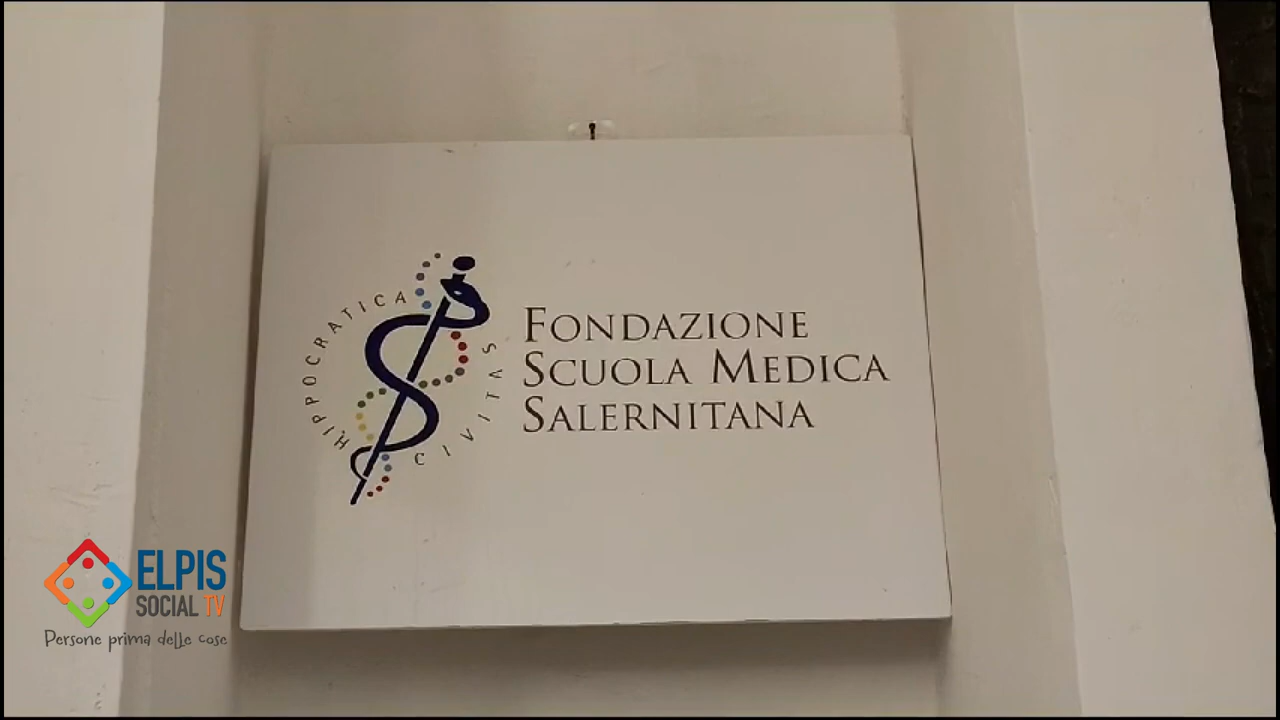 HIPPOCRATICA
CIVITAS
FONDAZIONE
SCUOLA MEDICA
SALERNITANA
ELPIS
SOCIAL TV
Persone prima delle cose